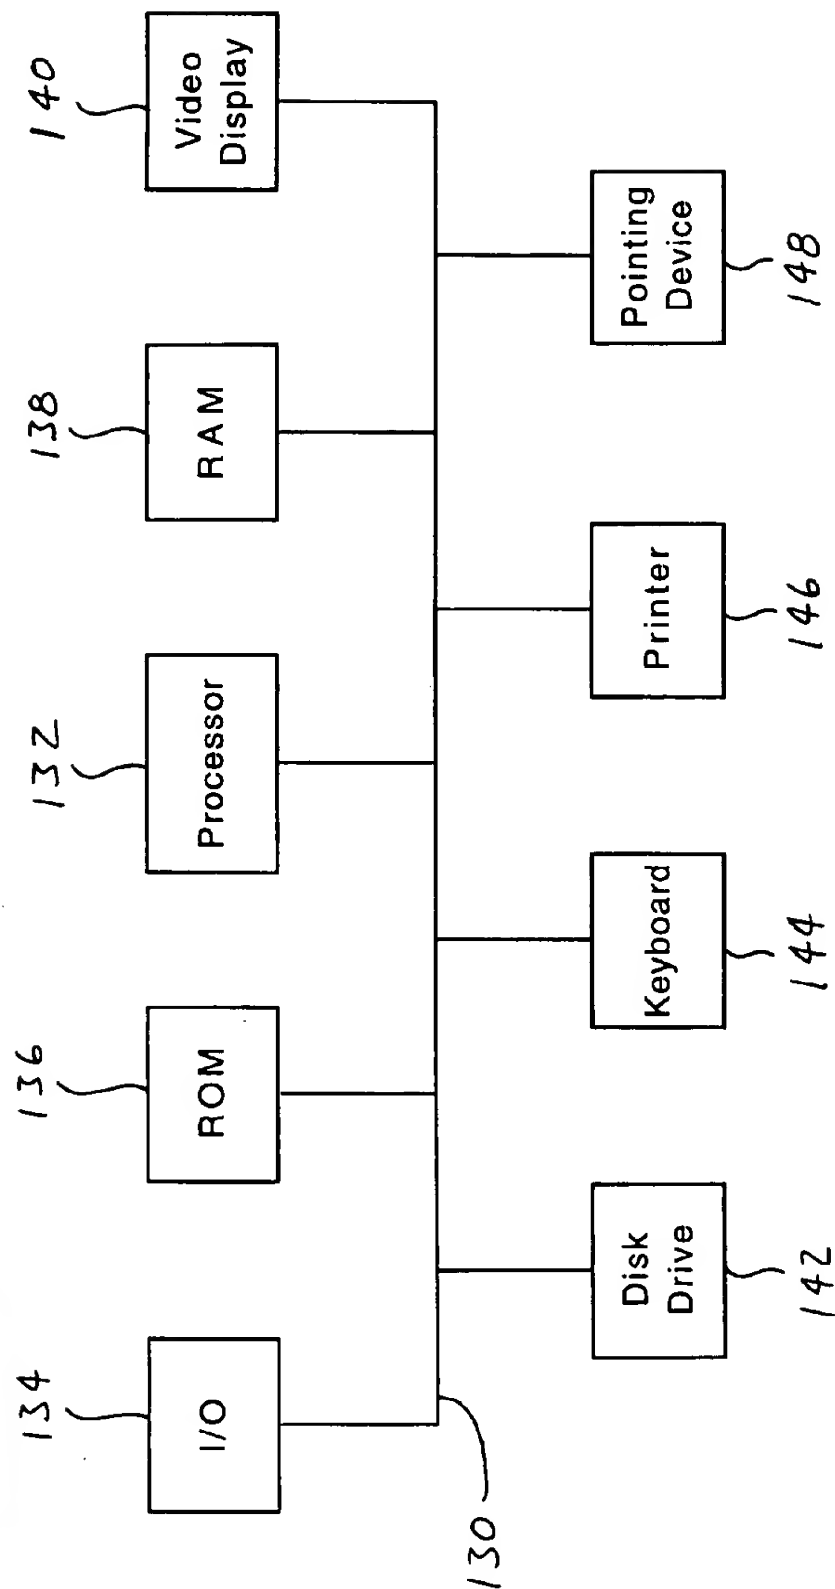 134
136
132
138
140
I/O
ROM
Processor
RAM
Video
Display
130
Disk
Drive
Keyboard
Printer
Pointing
Device
142
144
146
148